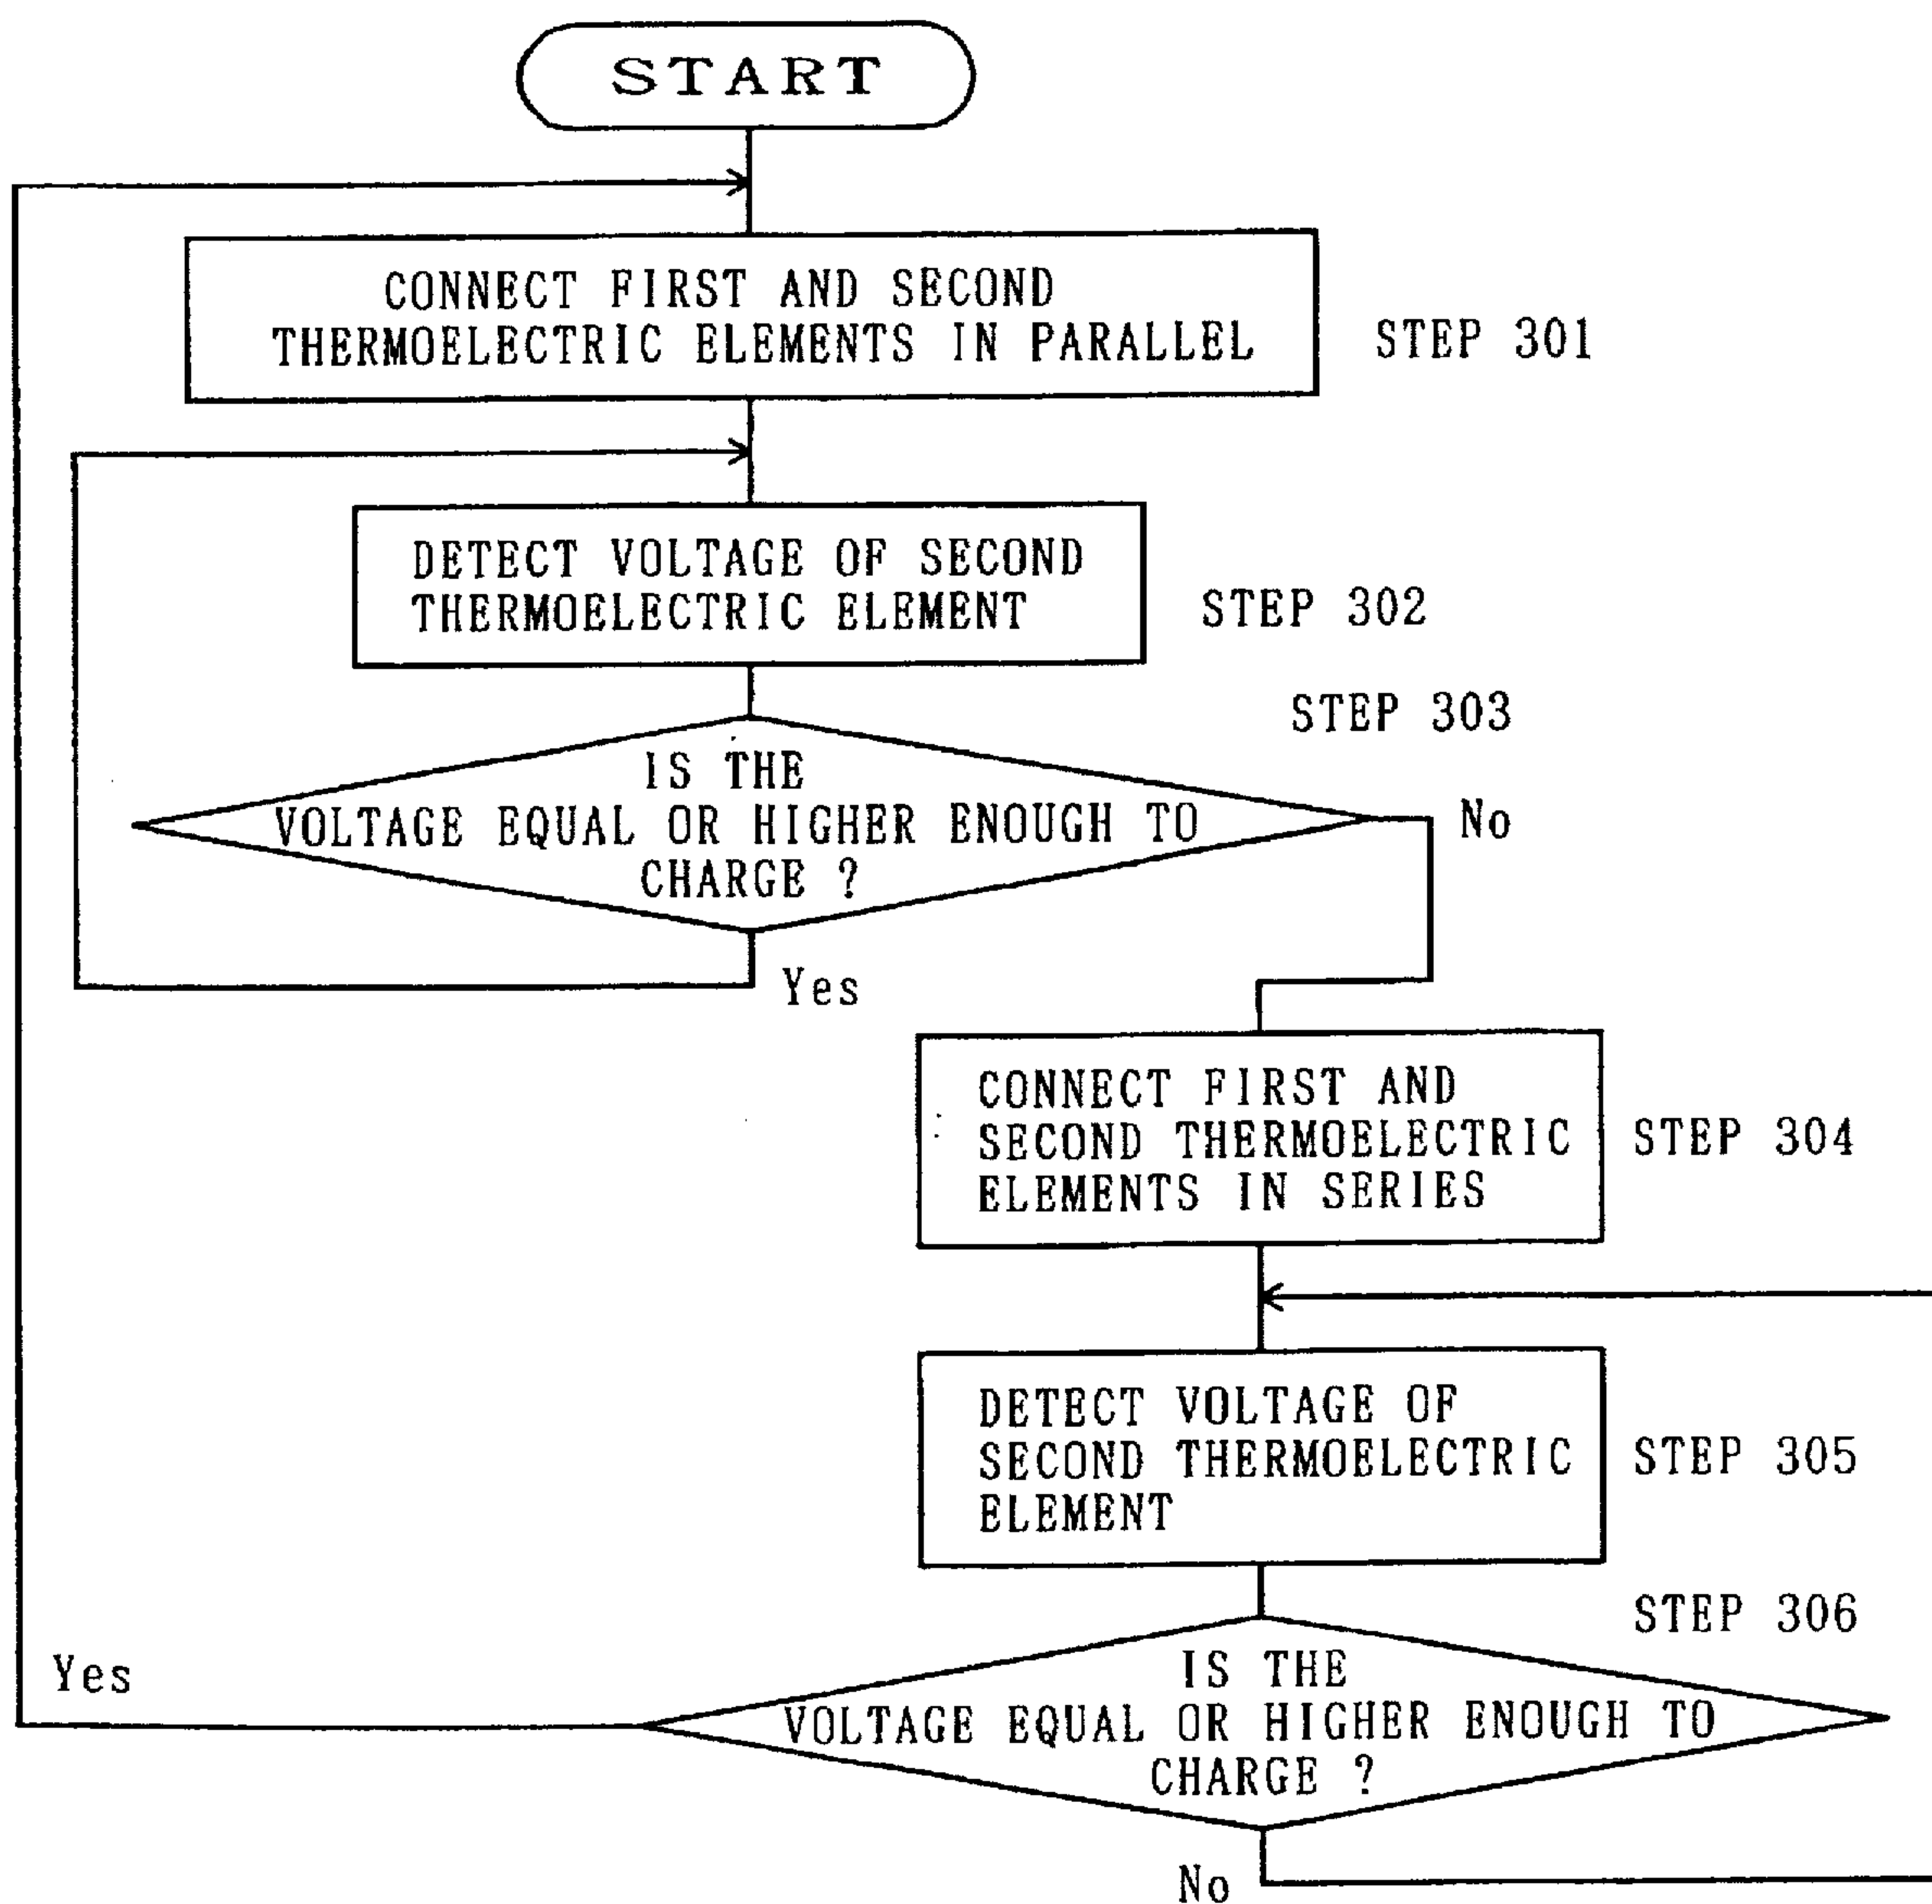 START
CONNECT FIRST AND SECOND
THERMOELECTRIC ELEMENTS IN PARALLEL
STEP 301
DETECT VOLTAGE OF SECOND
THERMOELECTRIC ELEMENT
STEP 302
STEP 303
IS THE
VOLTAGE EQUAL OR HIGHER ENOUGH TO
CHARGE ?
No
Yes
CONNECT FIRST AND
SECOND THERMOELECTRIC
ELEMENTS IN SERIES
STEP 304
DETECT VOLTAGE OF
SECOND THERMOELECTRIC
ELEMENT
STEP 305
STEP 306
IS THE
VOLTAGE EQUAL OR HIGHER ENOUGH TO
CHARGE ?
Yes
No